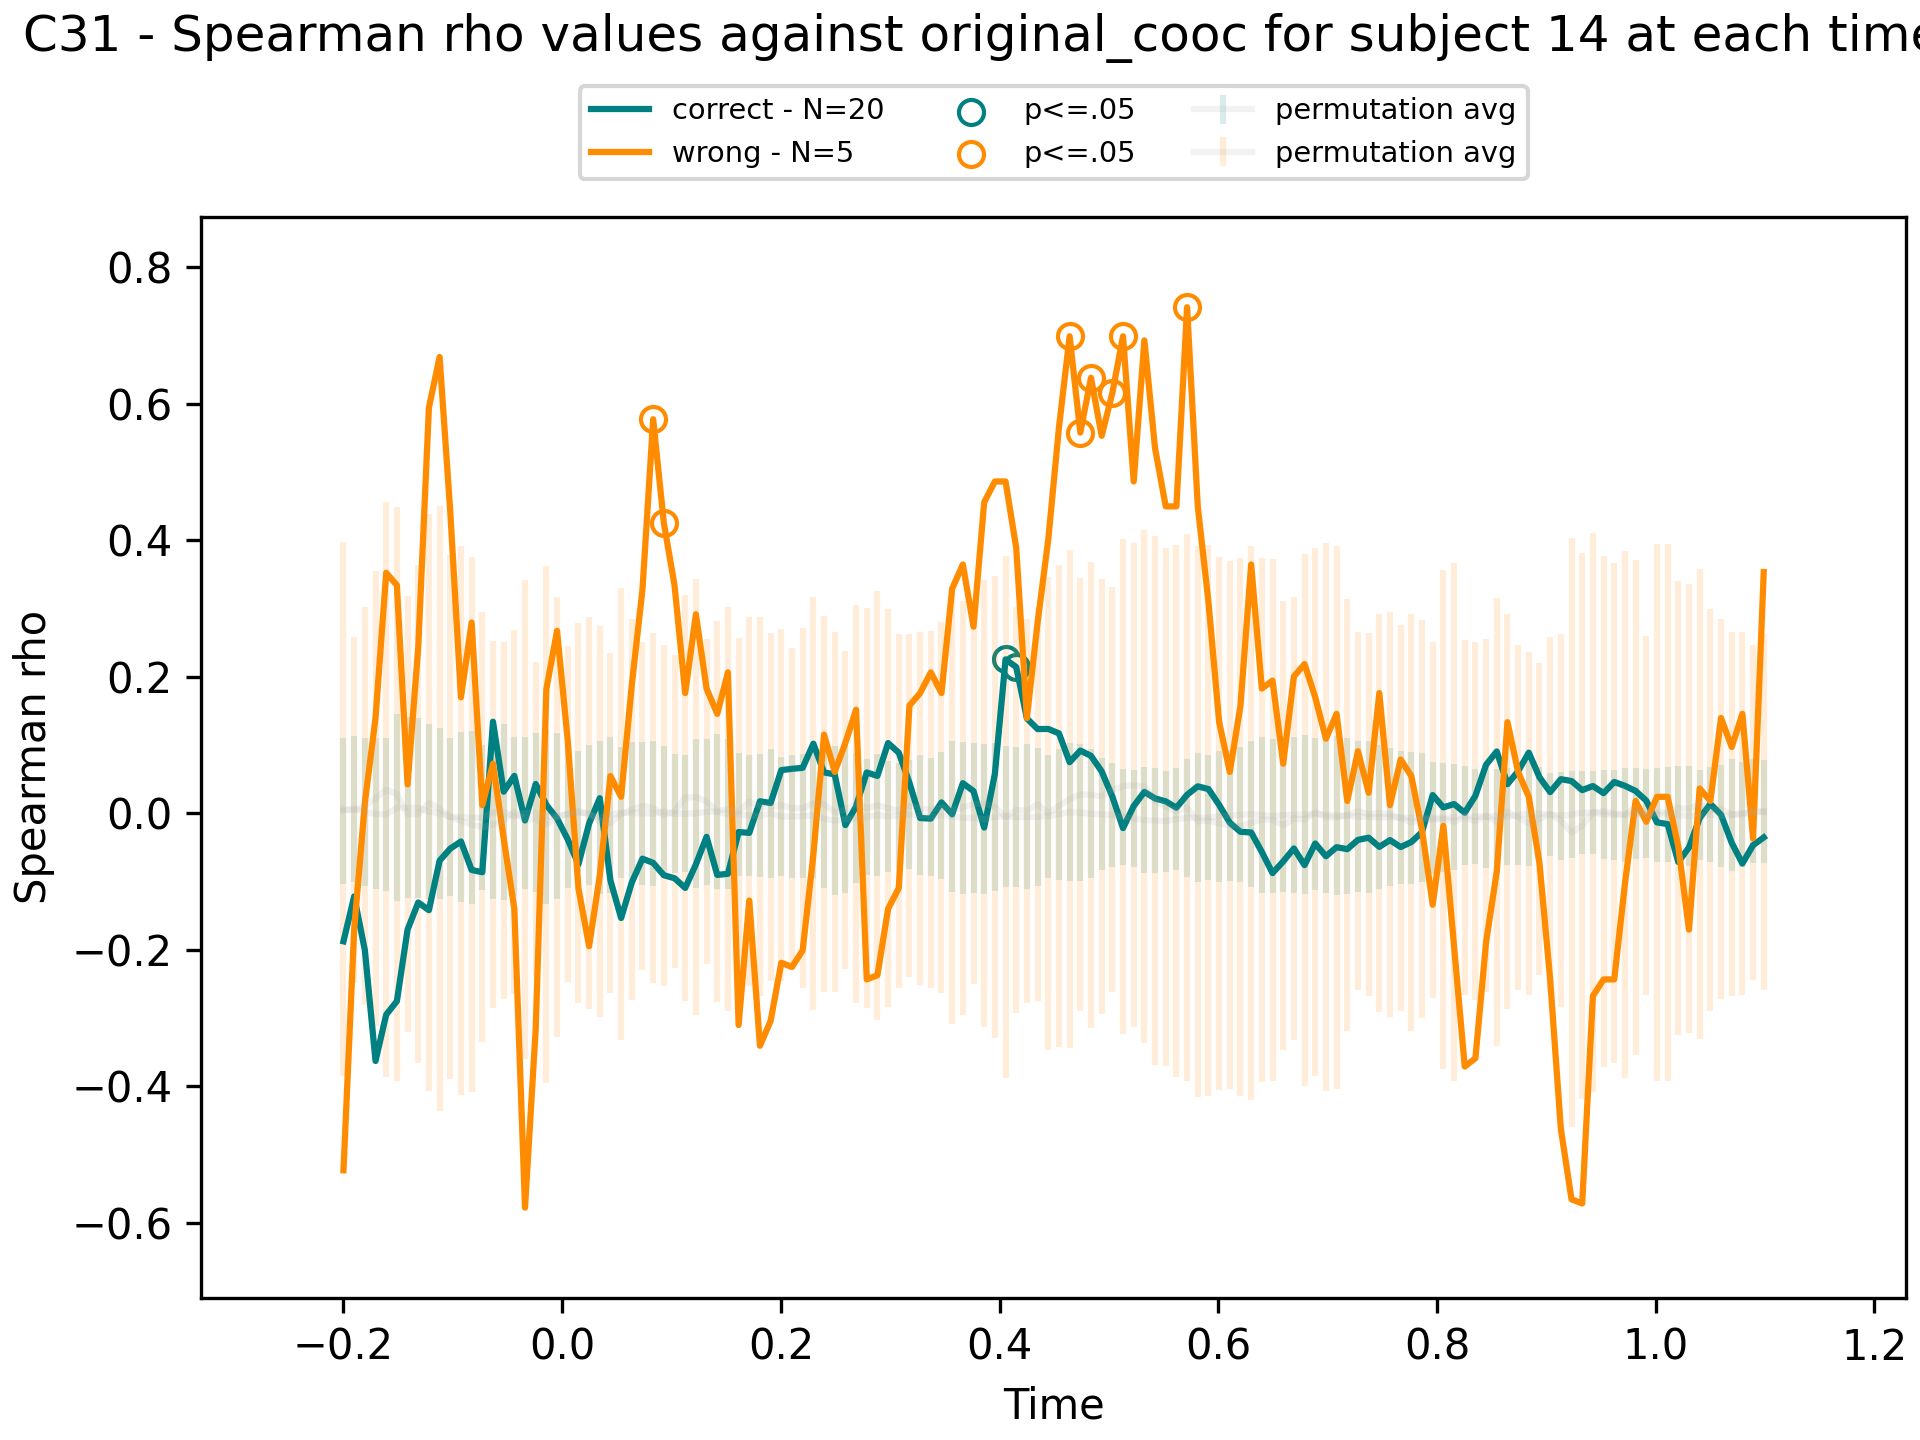 C31 - Spearman rho values against original_cooc for subject 14 at each time
correct - N=20 p<=.05 permutation avg
wrong - N=5 p<=.05 permutation avg
0.8
0.6
0.4
0.2
0.0
−0.2
−0.4
−0.6
Spearman rho
−0.2 0.0 0.2 0.4 0.6 0.8 1.0 1.2
Time